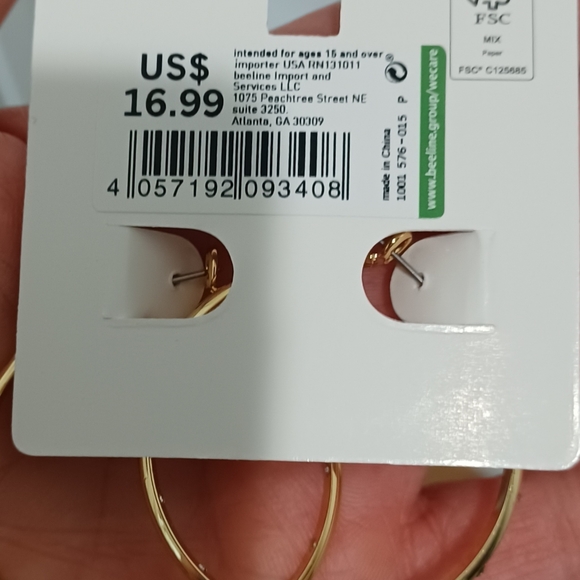 FSC
MIX
Paper
FSC® C125685
US$
16.99
intended for ages 15 and over
importer USA RN131011
beeline Import and
Services LLC
1075 Peachtree Street NE
suite 3250.
Atlanta, GA 30309
4 057192 093408
made in China
1001 576-015 P
www.beeline.group/wecare